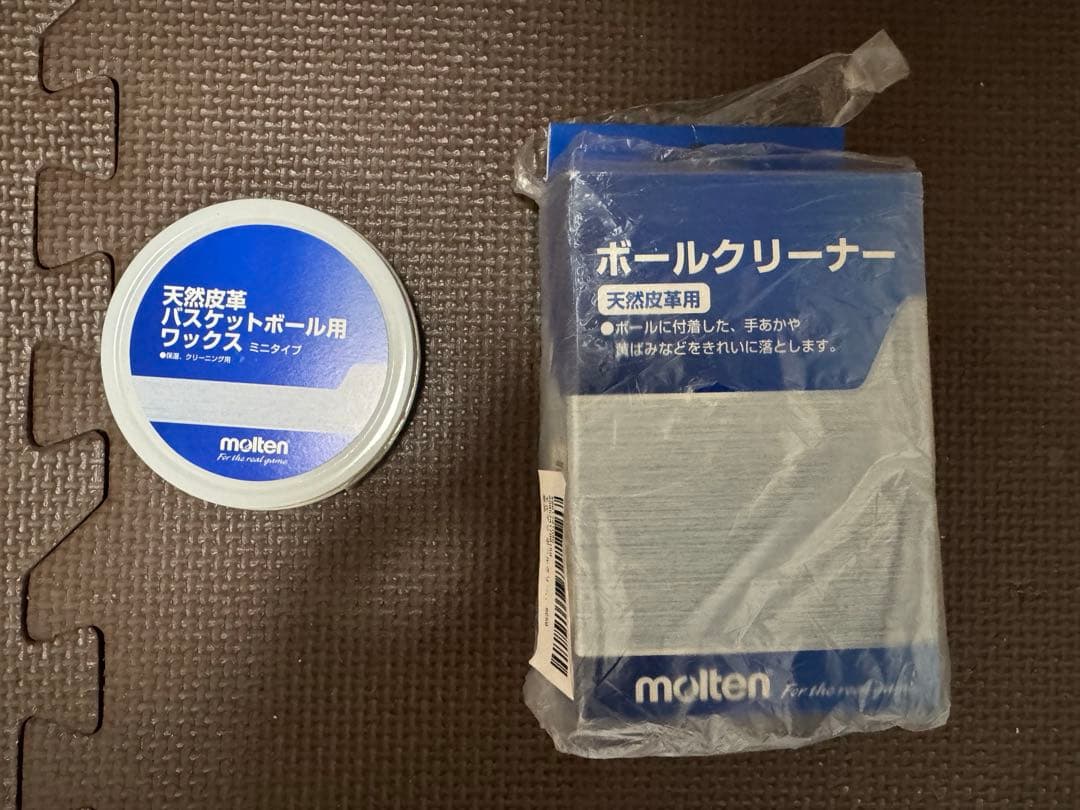 天然皮革
バスケットボール用
ワックス ミニタイプ
●保湿、クリーニング用
molten
For the real game
ボールクリーナー
天然皮革用
●ボールに付着した、手あかや
黄ばみなどをきれいに落とします。
molten
For the real game